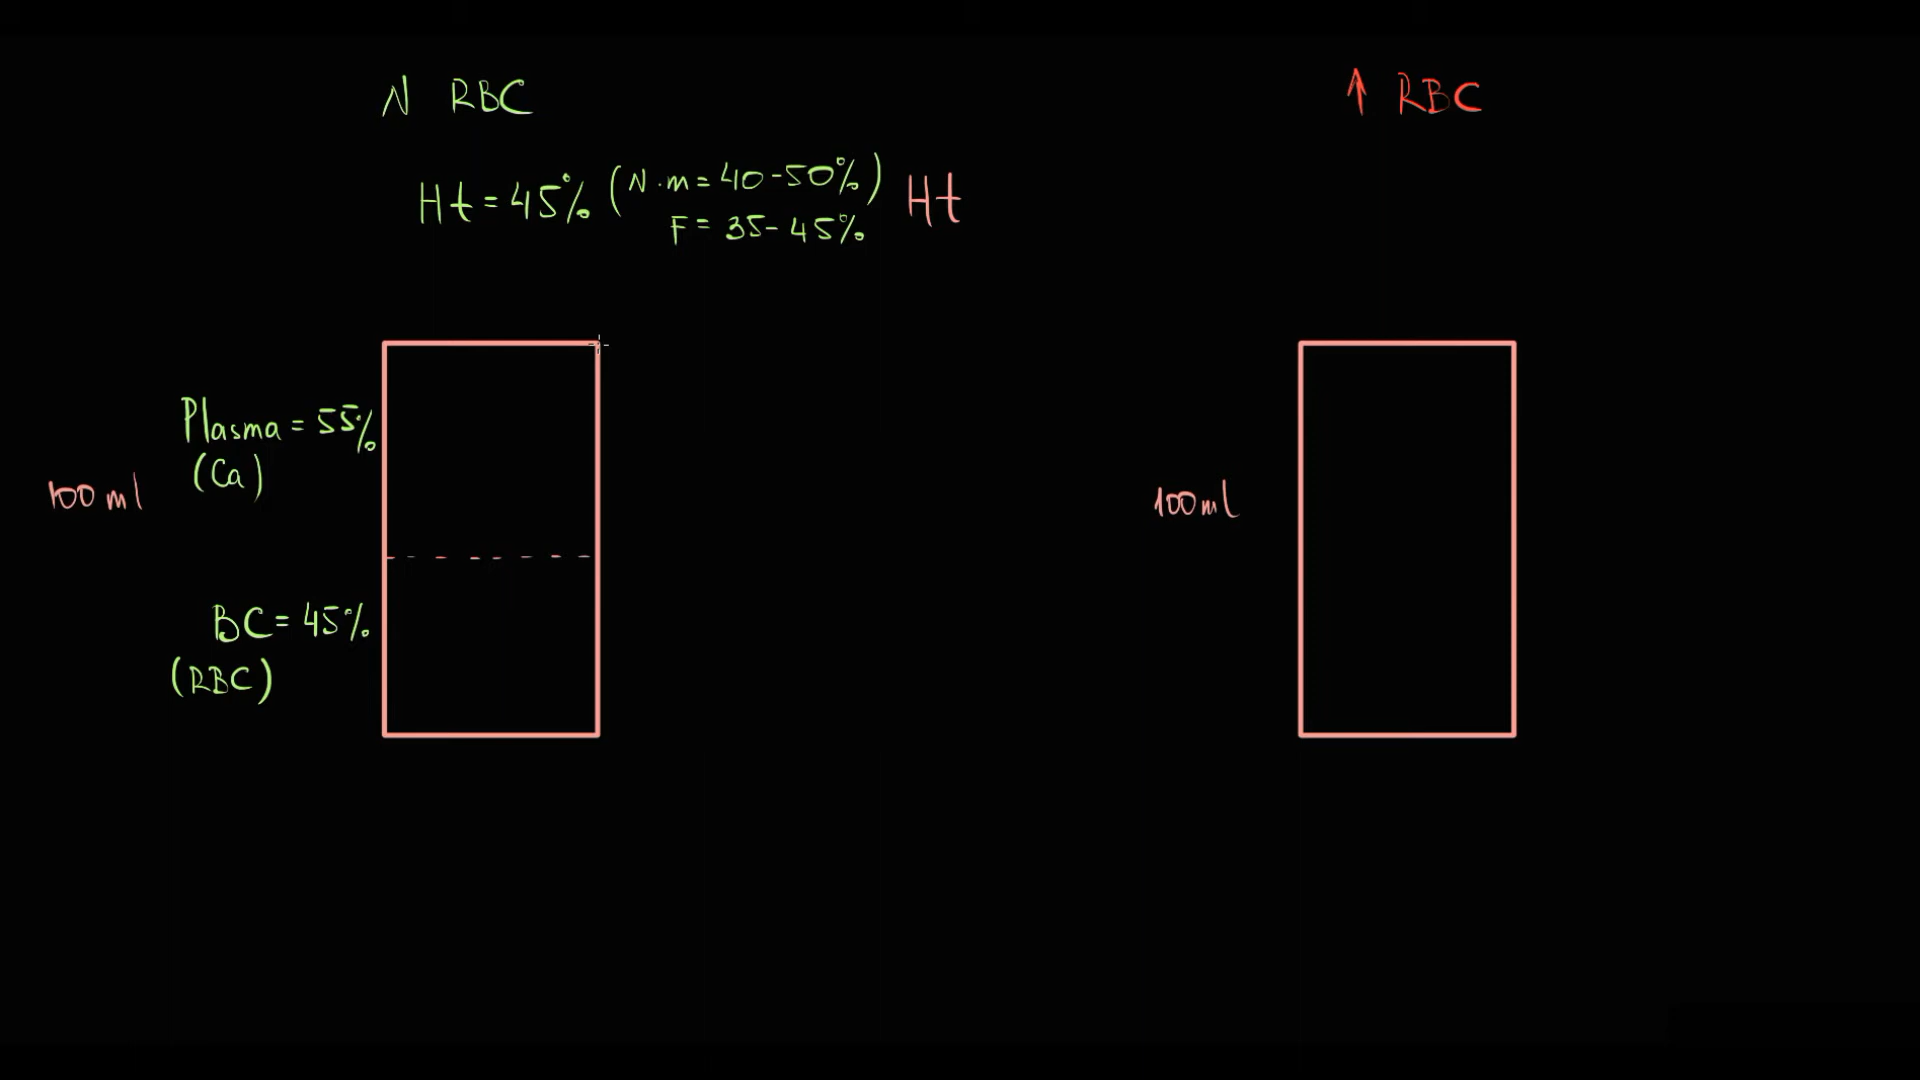 N RBC
↑ RBC
Ht = 45% (N. m = 40-50%) Ht
F = 35-45%
Plasma = 55%
(Ca)
100 ml
100 ml
BC = 45%
(RBC)